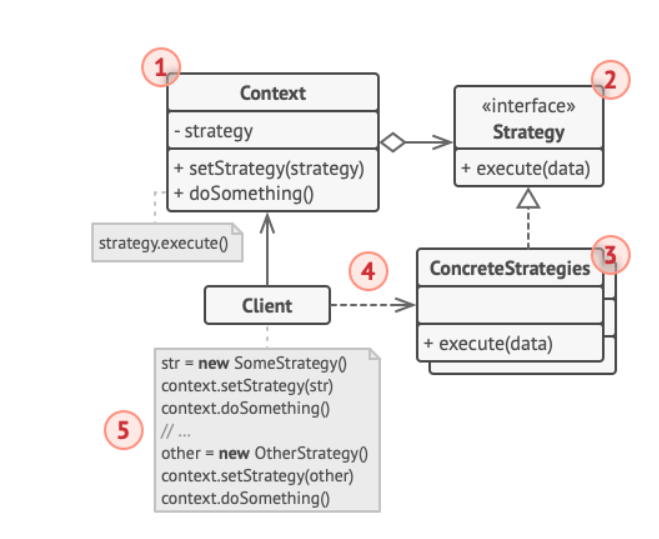 1
Context
- strategy
+ setStrategy(strategy)
+ doSomething()
2
«interface»
Strategy
+ execute(data)
strategy.execute()
3
ConcreteStrategies
+ execute(data)
4
Client
5
str = new SomeStrategy()
context.setStrategy(str)
context.doSomething()
// ...
other = new OtherStrategy()
context.setStrategy(other)
context.doSomething()